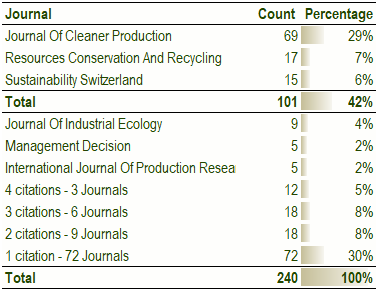 Journal Count Percentage
Journal Of Cleaner Production 69 29%
Resources Conservation And Recycling 17 7%
Sustainability Switzerland 15 6%
Total 101 42%
Journal Of Industrial Ecology 9 4%
Management Decision 5 2%
International Journal Of Production Resea 5 2%
4 citations - 3 Journals 12 5%
3 citations - 6 Journals 18 8%
2 citations - 9 Journals 18 8%
1 citation - 72 Journals 72 30%
Total 240 100%